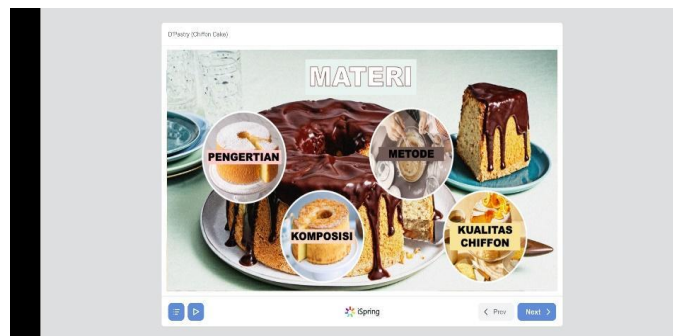 D'Pastry (Chiffon Cake)
MATERI
PENGERTIAN
METODE
KOMPOSISI
KUALITAS
CHIFFON
iSpring
Prev
Next